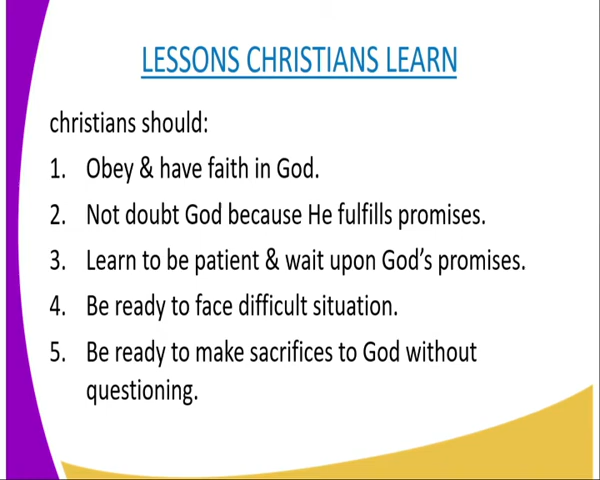 LESSONS CHRISTIANS LEARN
christians should:
1. Obey & have faith in God.
2. Not doubt God because He fulfills promises.
3. Learn to be patient & wait upon God’s promises.
4. Be ready to face difficult situation.
5. Be ready to make sacrifices to God without
questioning.